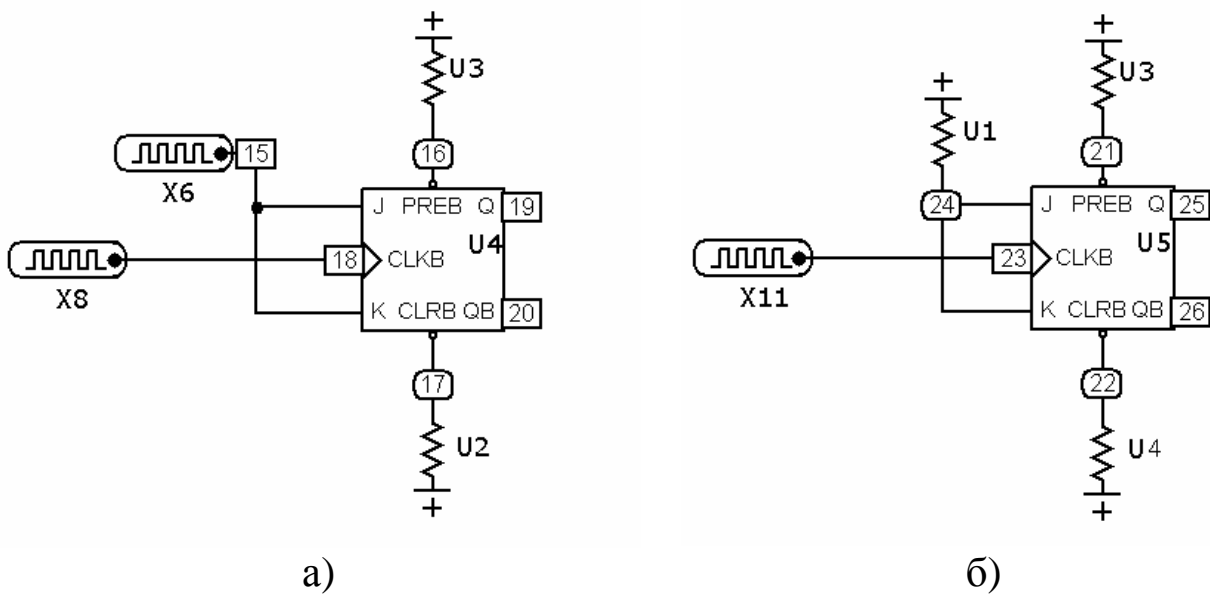 +
U3
16
15
X6
J PREB Q 19
U4
18 CLKB
X8
K CLRB QB 20
17
U2
+
а)
+
U3
+
U1
21
24
J PREB Q 25
U5
23 CLKB
X11
K CLRB QB 26
22
U4
+
б)